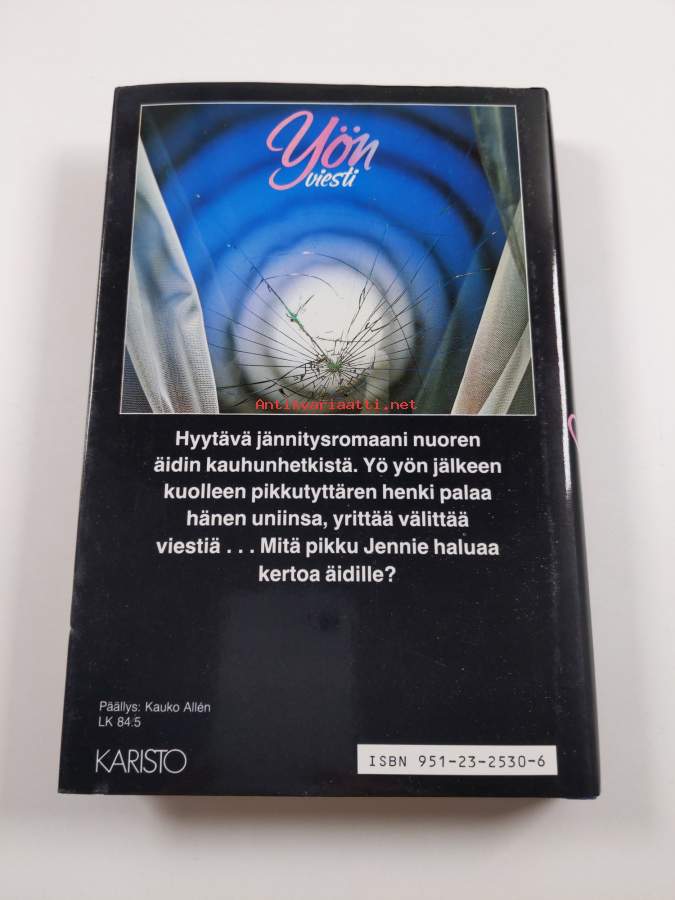 Yön
viesti
Antikvariaatti.net
Hyytävä jännitysromaani nuoren
äidin kauhunhetkistä. Yö yön jälkeen
kuolleen pikkutyttären henki palaa
hänen uniinsa, yrittää välittää
viestiä . . . Mitä pikku Jennie haluaa
kertoa äidille?
Päällys: Kauko Allén
LK 84.5
KARISTO
ISBN 951-23-2530-6